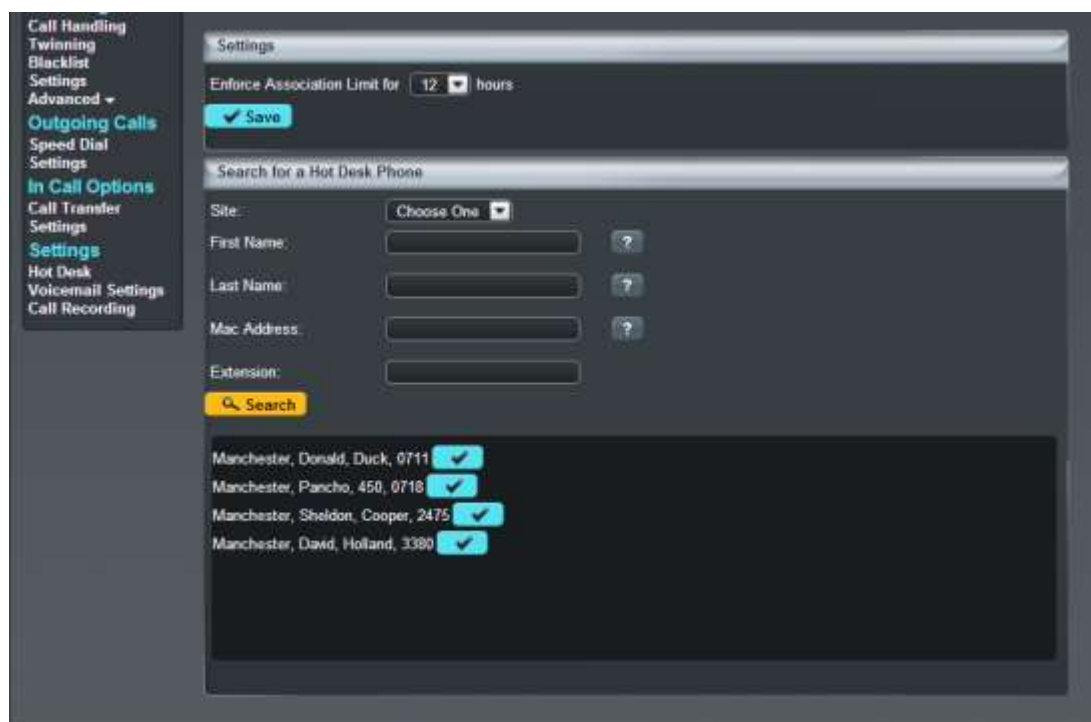 Call Handling
Twinning
Blacklist
Settings
Advanced
Outgoing Calls
Speed Dial
Settings
In Call Options
Call Transfer
Settings
Settings
Hot Desk
Voicemail Settings
Call Recording
Settings
Enforce Association Limit for 12 hours
Save
Search for a Hot Desk Phone
Site: Choose One
First Name: ?
Last Name: ?
Mac Address: ?
Extension:
Search
Manchester, Donald, Duck, 0711
Manchester, Pancho, 450, 0718
Manchester, Sheldon, Cooper, 2475
Manchester, David, Holland, 3380